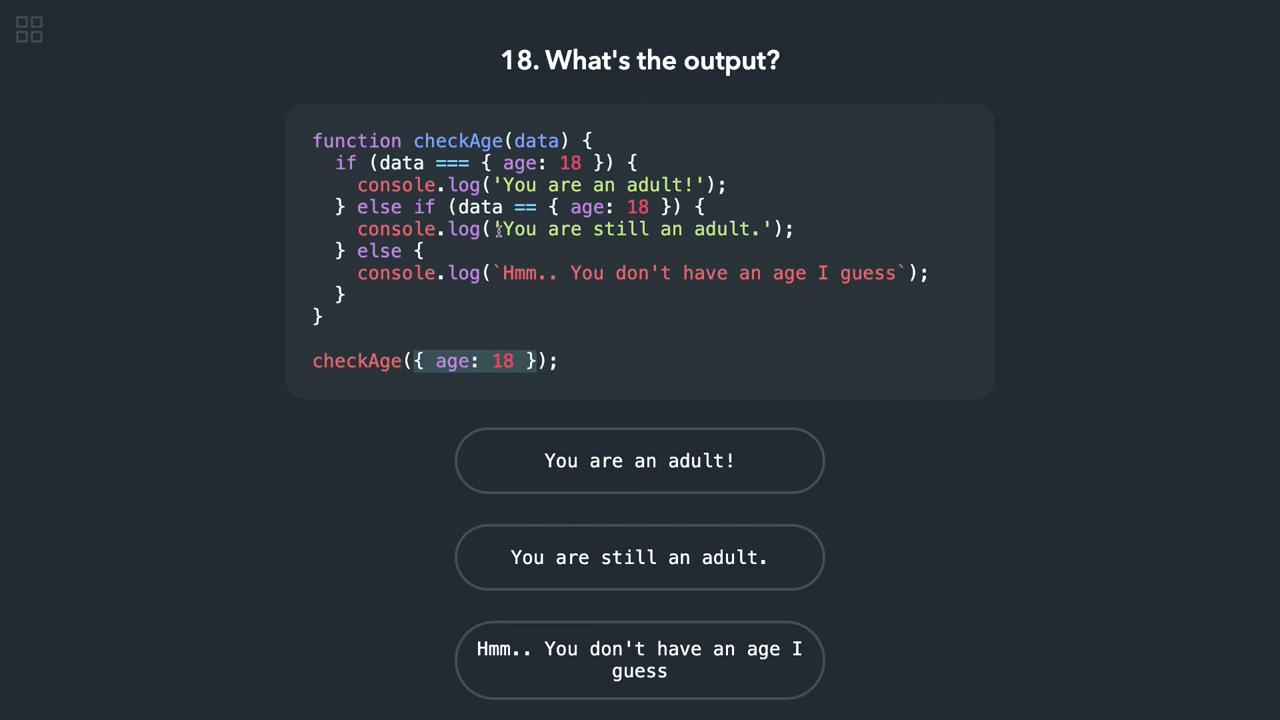 18. What's the output?
function checkAge(data) {
  if (data === { age: 18 }) {
    console.log('You are an adult!');
  } else if (data == { age: 18 }) {
    console.log('You are still an adult.');
  } else {
    console.log(`Hmm.. You don't have an age I guess`);
  }
}
checkAge({ age: 18 });
You are an adult!
You are still an adult.
Hmm.. You don't have an age I
guess